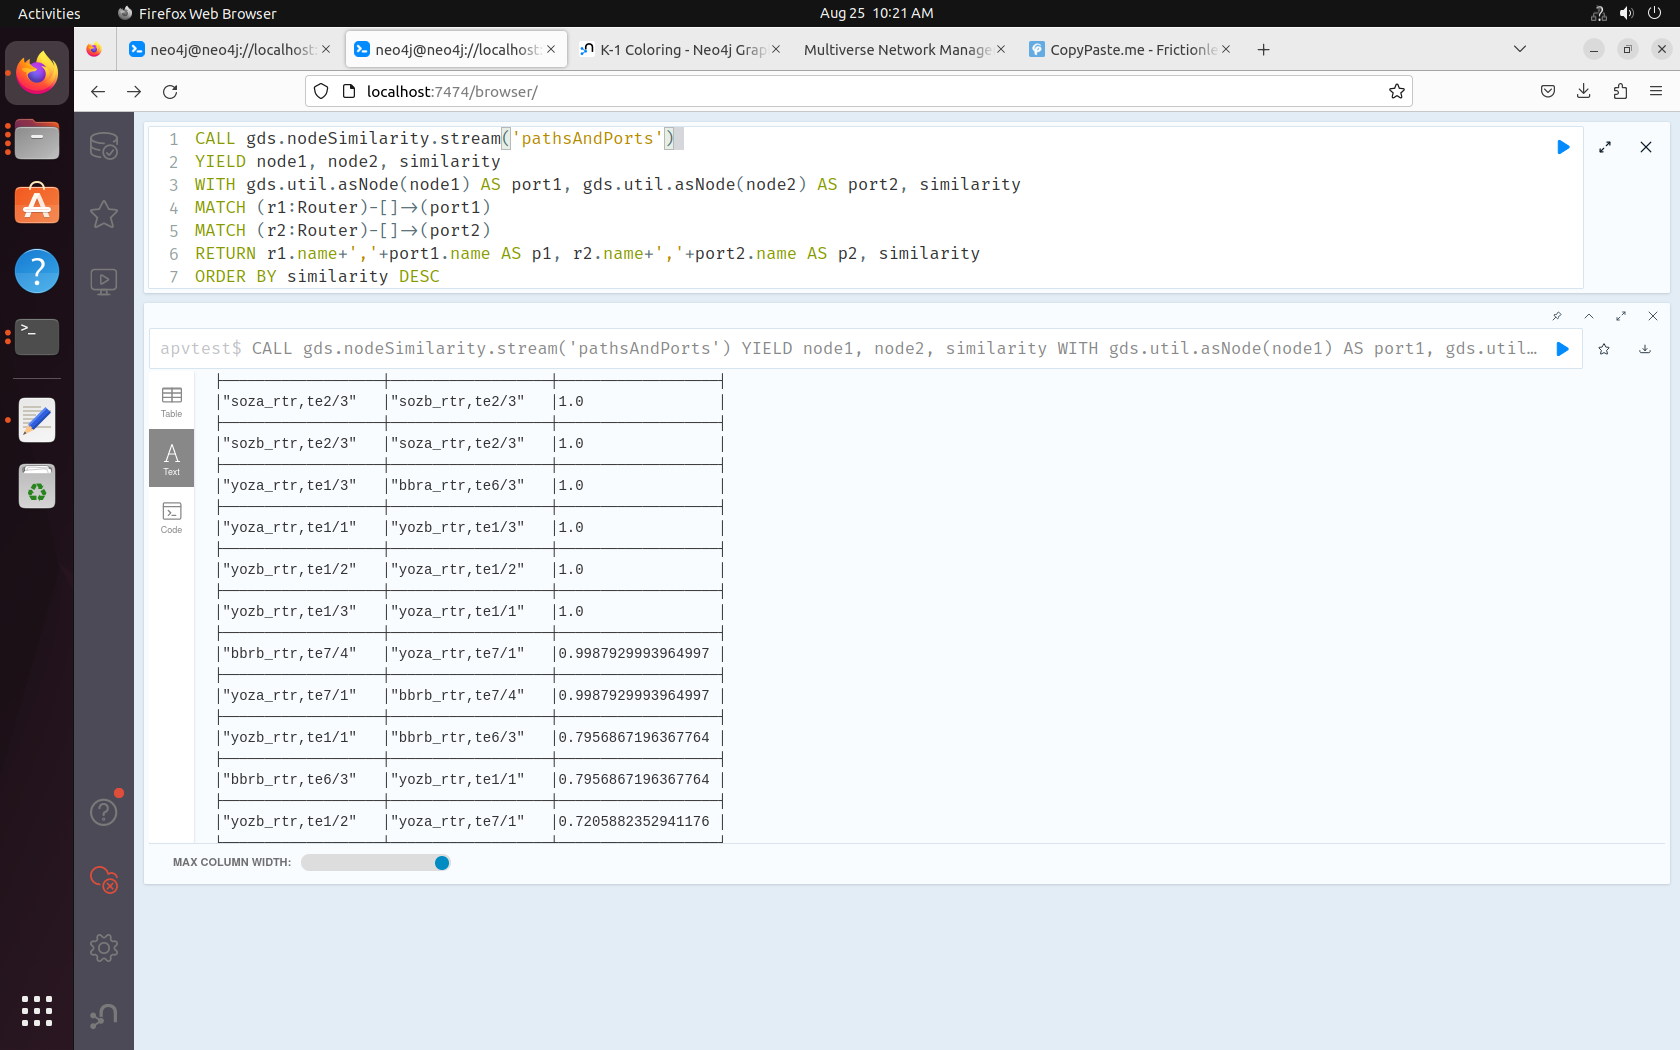 Activities Firefox Web Browser Aug 25 10:21 AM
neo4j@neo4j://localhost: neo4j@neo4j://localhost: K-1 Coloring - Neo4j Grap Multiverse Network Manage CopyPaste.me - Frictionle
localhost:7474/browser/
1 CALL gds.nodeSimilarity.stream('pathsAndPorts')
2 YIELD node1, node2, similarity
3 WITH gds.util.asNode(node1) AS port1, gds.util.asNode(node2) AS port2, similarity
4 MATCH (r1:Router)-[]->(port1)
5 MATCH (r2:Router)-[]->(port2)
6 RETURN r1.name+','+port1.name AS p1, r2.name+','+port2.name AS p2, similarity
7 ORDER BY similarity DESC
apvtest$ CALL gds.nodeSimilarity.stream('pathsAndPorts') YIELD node1, node2, similarity WITH gds.util.asNode(node1) AS port1, gds.util…
Table
A
Text
Code
"soza_rtr,te2/3" "sozb_rtr,te2/3" 1.0
"sozb_rtr,te2/3" "soza_rtr,te2/3" 1.0
"yoza_rtr,te1/3" "bbra_rtr,te6/3" 1.0
"yoza_rtr,te1/1" "yozb_rtr,te1/3" 1.0
"yozb_rtr,te1/2" "yoza_rtr,te1/2" 1.0
"yozb_rtr,te1/3" "yoza_rtr,te1/1" 1.0
"bbrb_rtr,te7/4" "yoza_rtr,te7/1" 0.9987929993964997
"yoza_rtr,te7/1" "bbrb_rtr,te7/4" 0.9987929993964997
"yozb_rtr,te1/1" "bbrb_rtr,te6/3" 0.7956867196367764
"bbrb_rtr,te6/3" "yozb_rtr,te1/1" 0.7956867196367764
"yozb_rtr,te1/2" "yoza_rtr,te7/1" 0.7205882352941176
MAX COLUMN WIDTH: